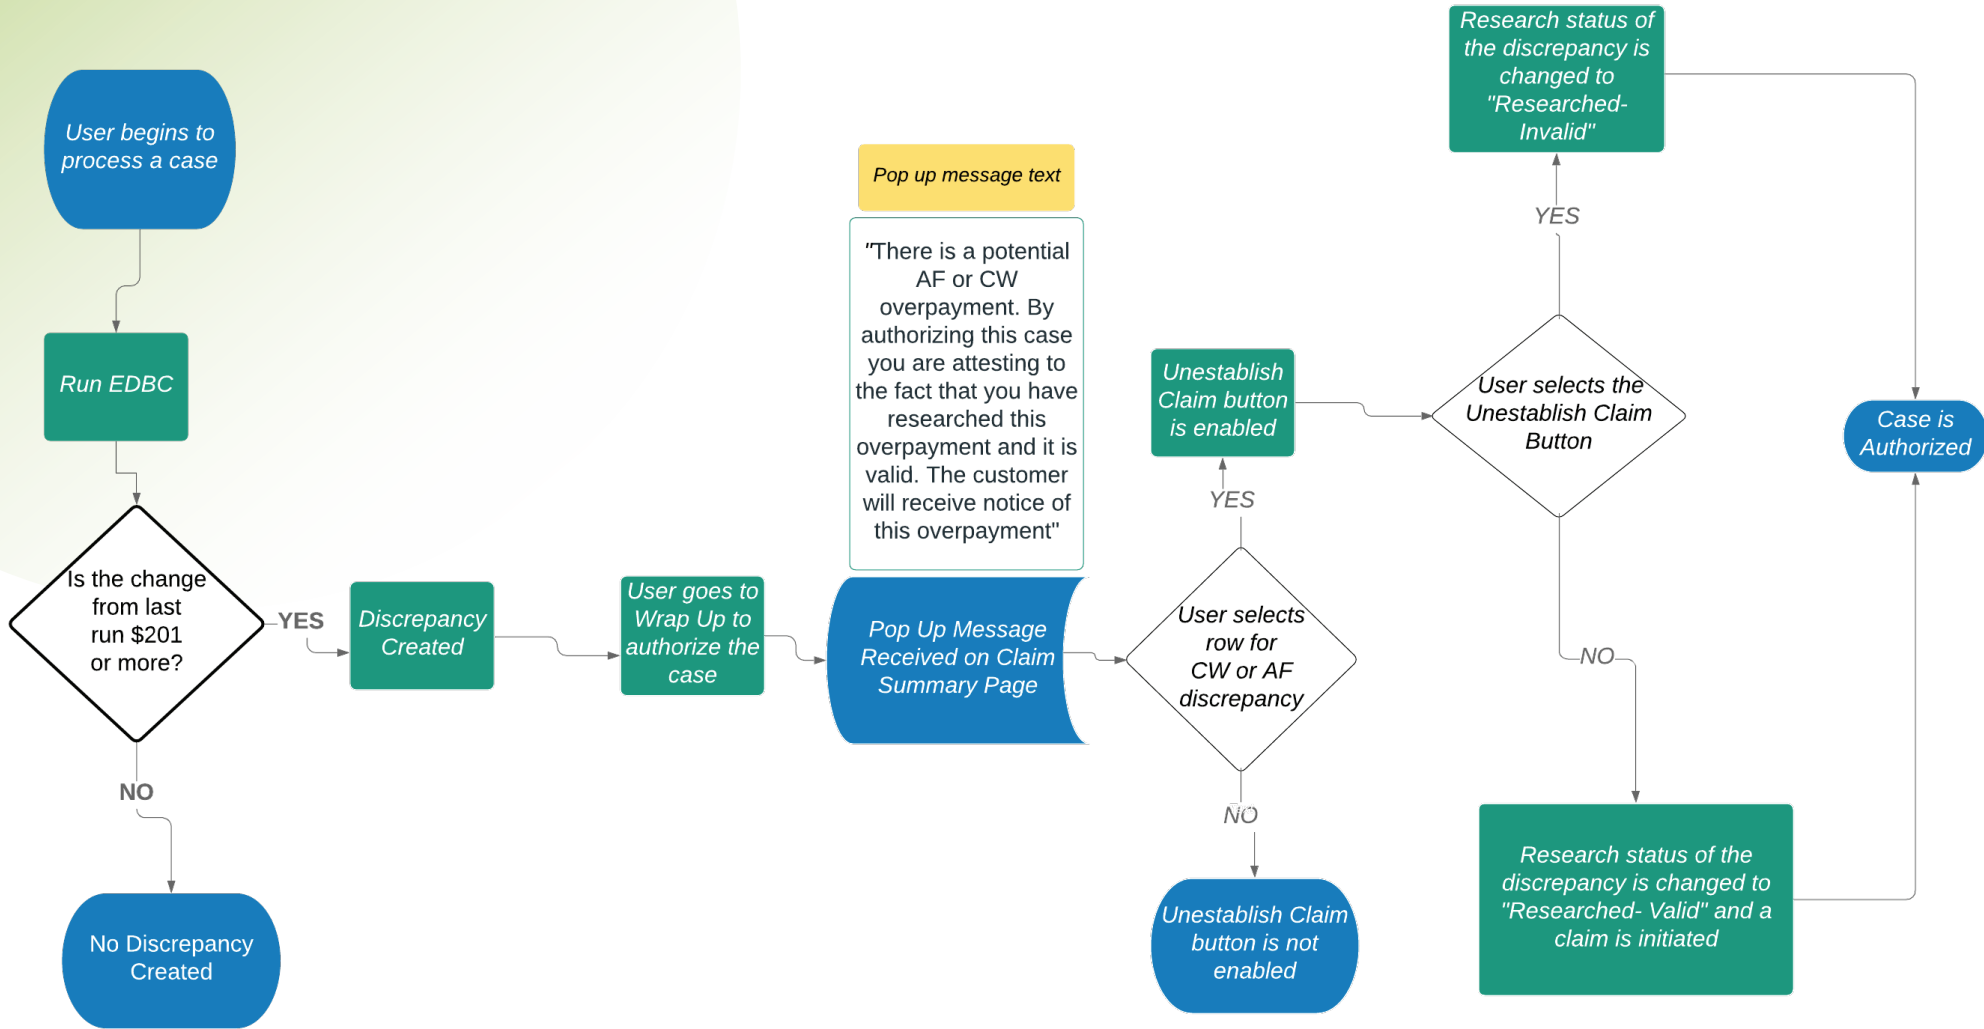 User begins to
process a case
Run EDBC
Is the change
from last
run $201
or more?
YES
NO
No Discrepancy
Created
Discrepancy
Created
User goes to
Wrap Up to
authorize the
case
Pop up message text
"There is a potential
AF or CW
overpayment. By
authorizing this case
you are attesting to
the fact that you have
researched this
overpayment and it is
valid. The customer
will receive notice of
this overpayment"
Pop Up Message
Received on Claim
Summary Page
User selects
row for
CW or AF
discrepancy
YES
NO
Unestablish Claim
button is not
enabled
Unestablish
Claim button
is enabled
User selects the
Unestablish Claim
Button
YES
NO
Research status of
the discrepancy is
changed to
"Researched-
Invalid"
Research status of the
discrepancy is changed to
"Researched- Valid" and a
claim is initiated
Case is
Authorized